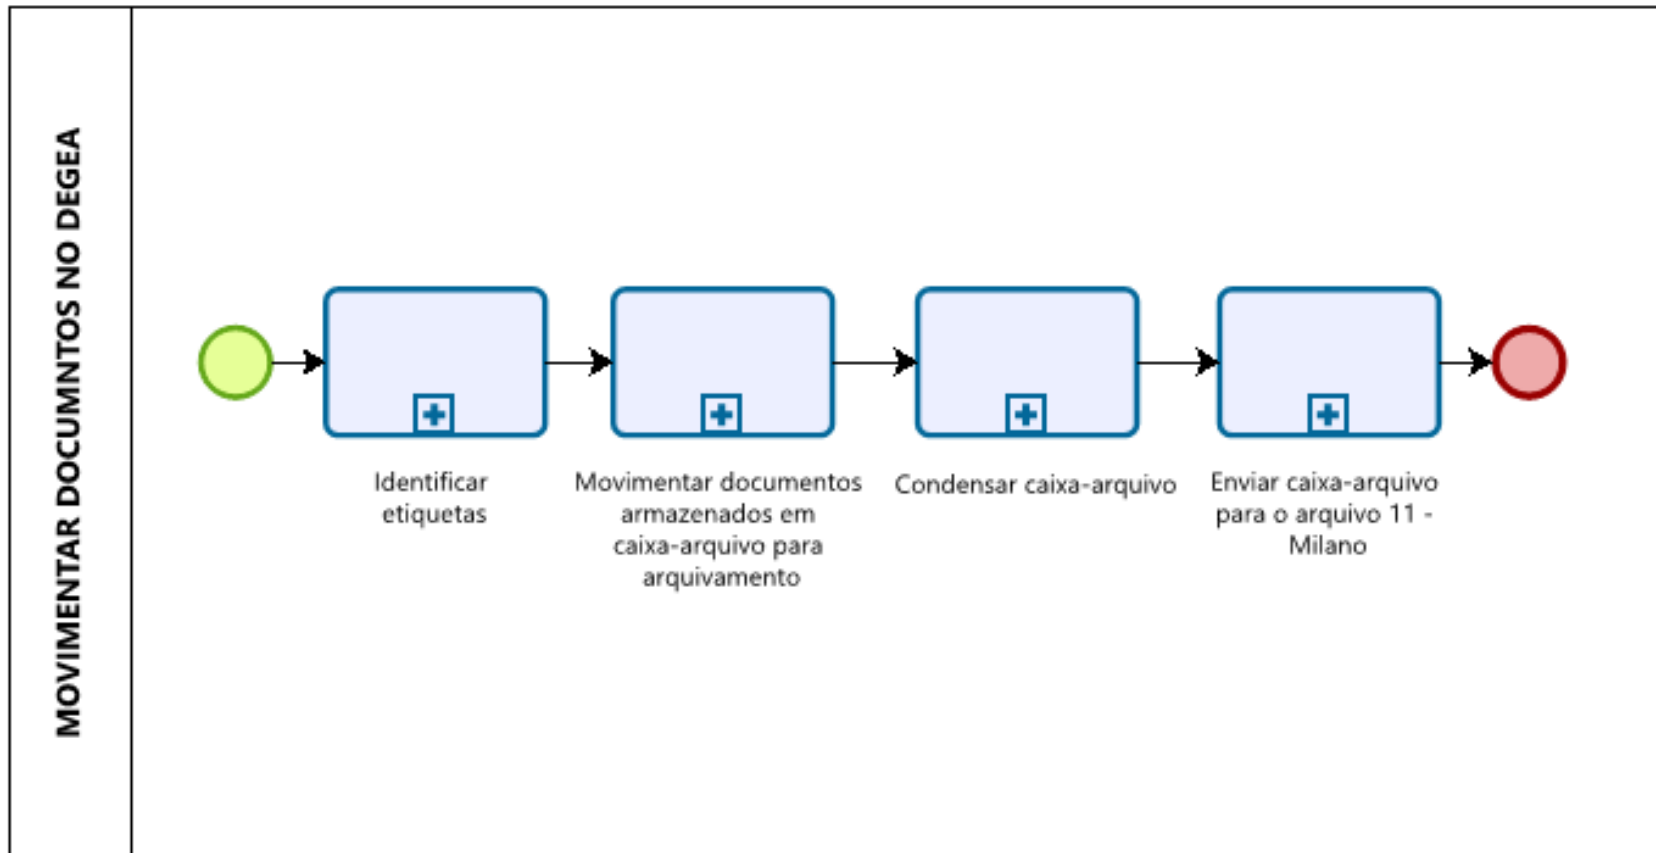 MOVIMENTAR DOCUMNTOS NO DEGEA
Identificar
etiquetas
Movimentar documentos
armazenados em
caixa-arquivo para
arquivamento
Condensar caixa-arquivo
Enviar caixa-arquivo
para o arquivo 11 -
Milano